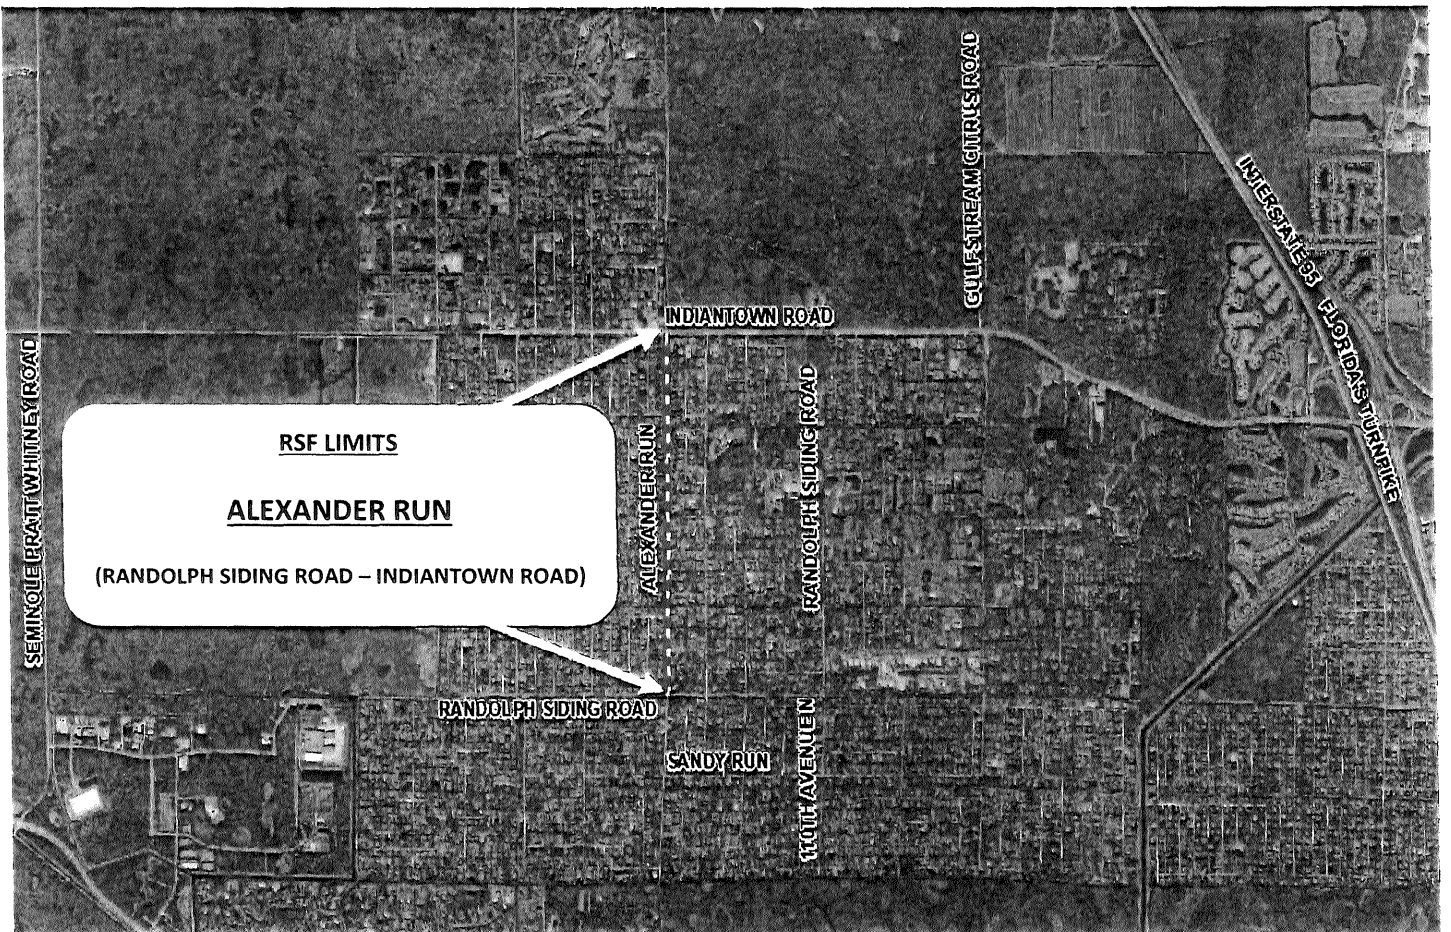 GULFSTREAM CITRUS ROAD
INTERSTATE 95
FLORIDAS TURNPIKE
INDIANTOWN ROAD
SEMINOLE PRATT WHITNEY ROAD
RSF LIMITS
ALEXANDER RUN
(RANDOLPH SIDING ROAD – INDIANTOWN ROAD)
ALEXANDER RUN
RANDOLPH SIDING ROAD
RANDOLPH SIDING ROAD
SANDY RUN
110TH AVENUE N